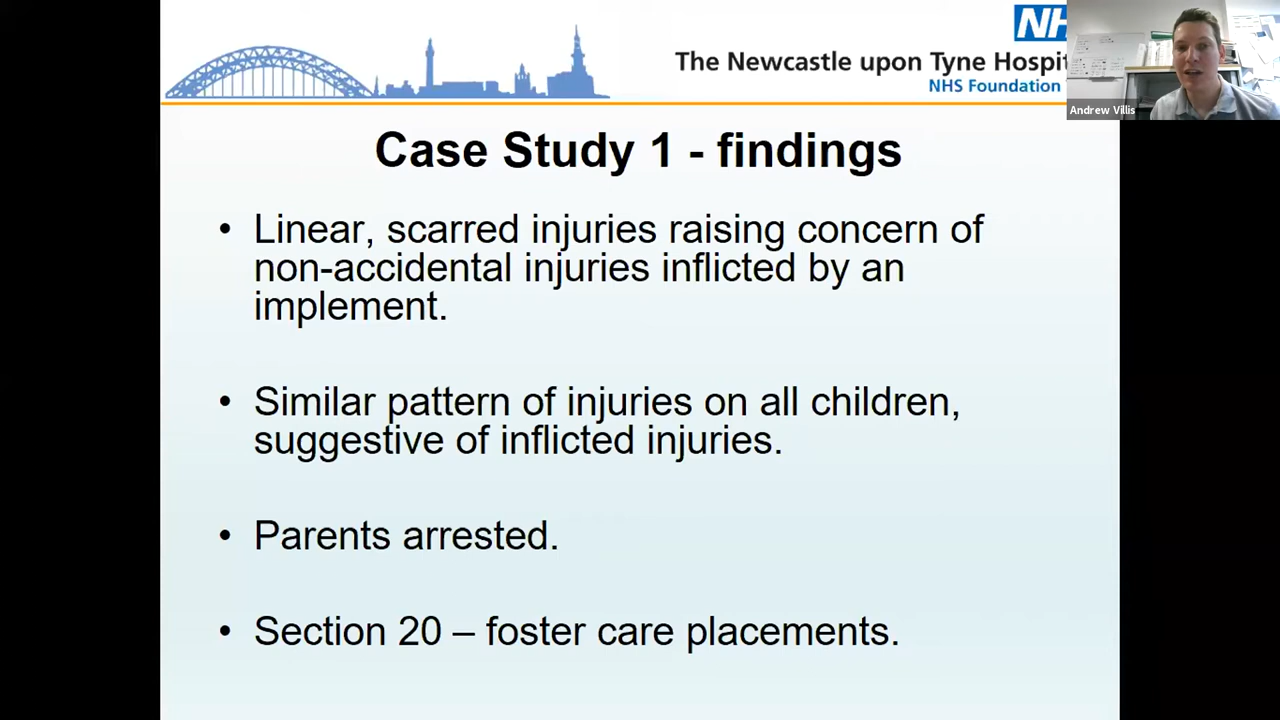 NH
The Newcastle upon Tyne Hospit
NHS Foundation
Andrew Villis
Case Study 1 - findings
• Linear, scarred injuries raising concern of
non-accidental injuries inflicted by an
implement.
• Similar pattern of injuries on all children,
suggestive of inflicted injuries.
• Parents arrested.
• Section 20 – foster care placements.